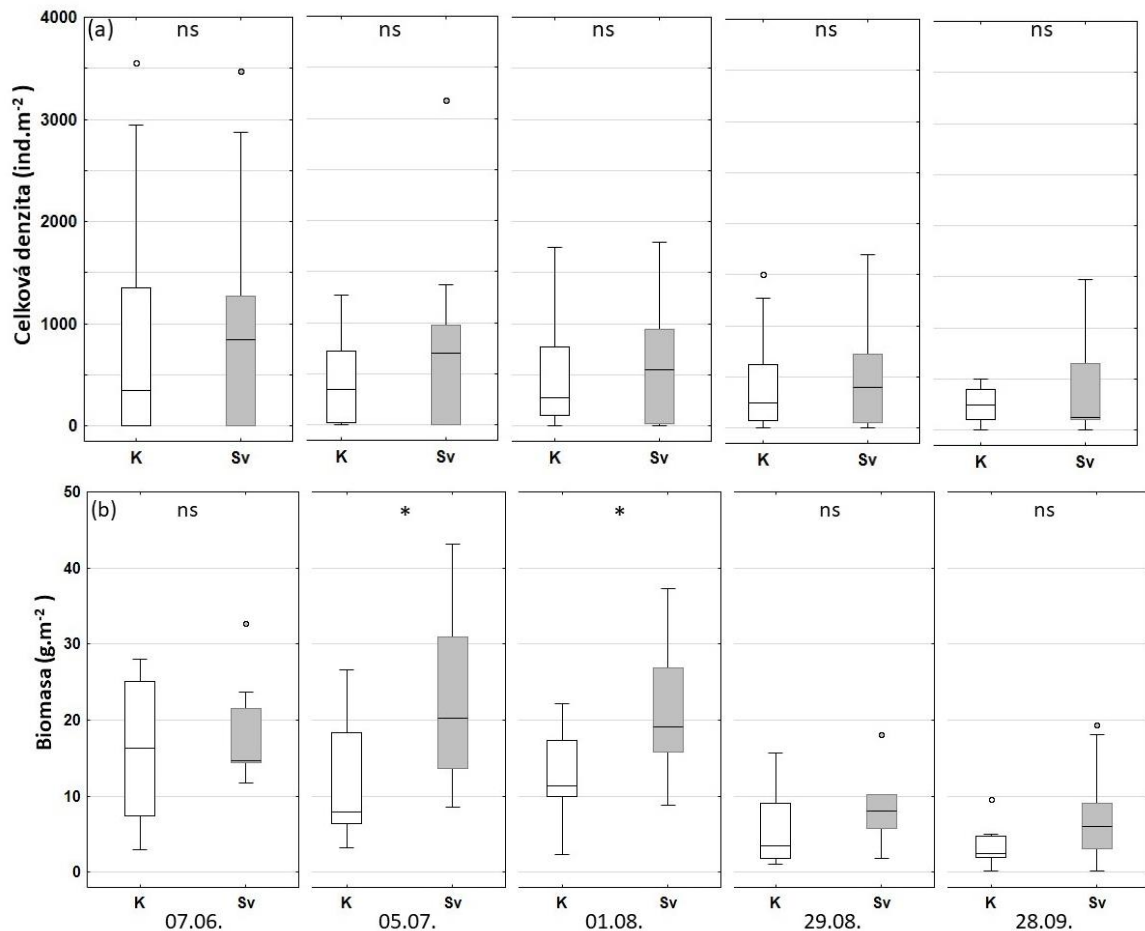 (a) ns ns ns ns ns
Celková denzita (ind.m⁻²)
4000
3000
2000
1000
0
K Sv K Sv K Sv K Sv K Sv
(b) ns * * ns ns
Biomasa (g.m⁻²)
50
40
30
20
10
0
K Sv K Sv K Sv K Sv K Sv
07.06. 05.07. 01.08. 29.08. 28.09.